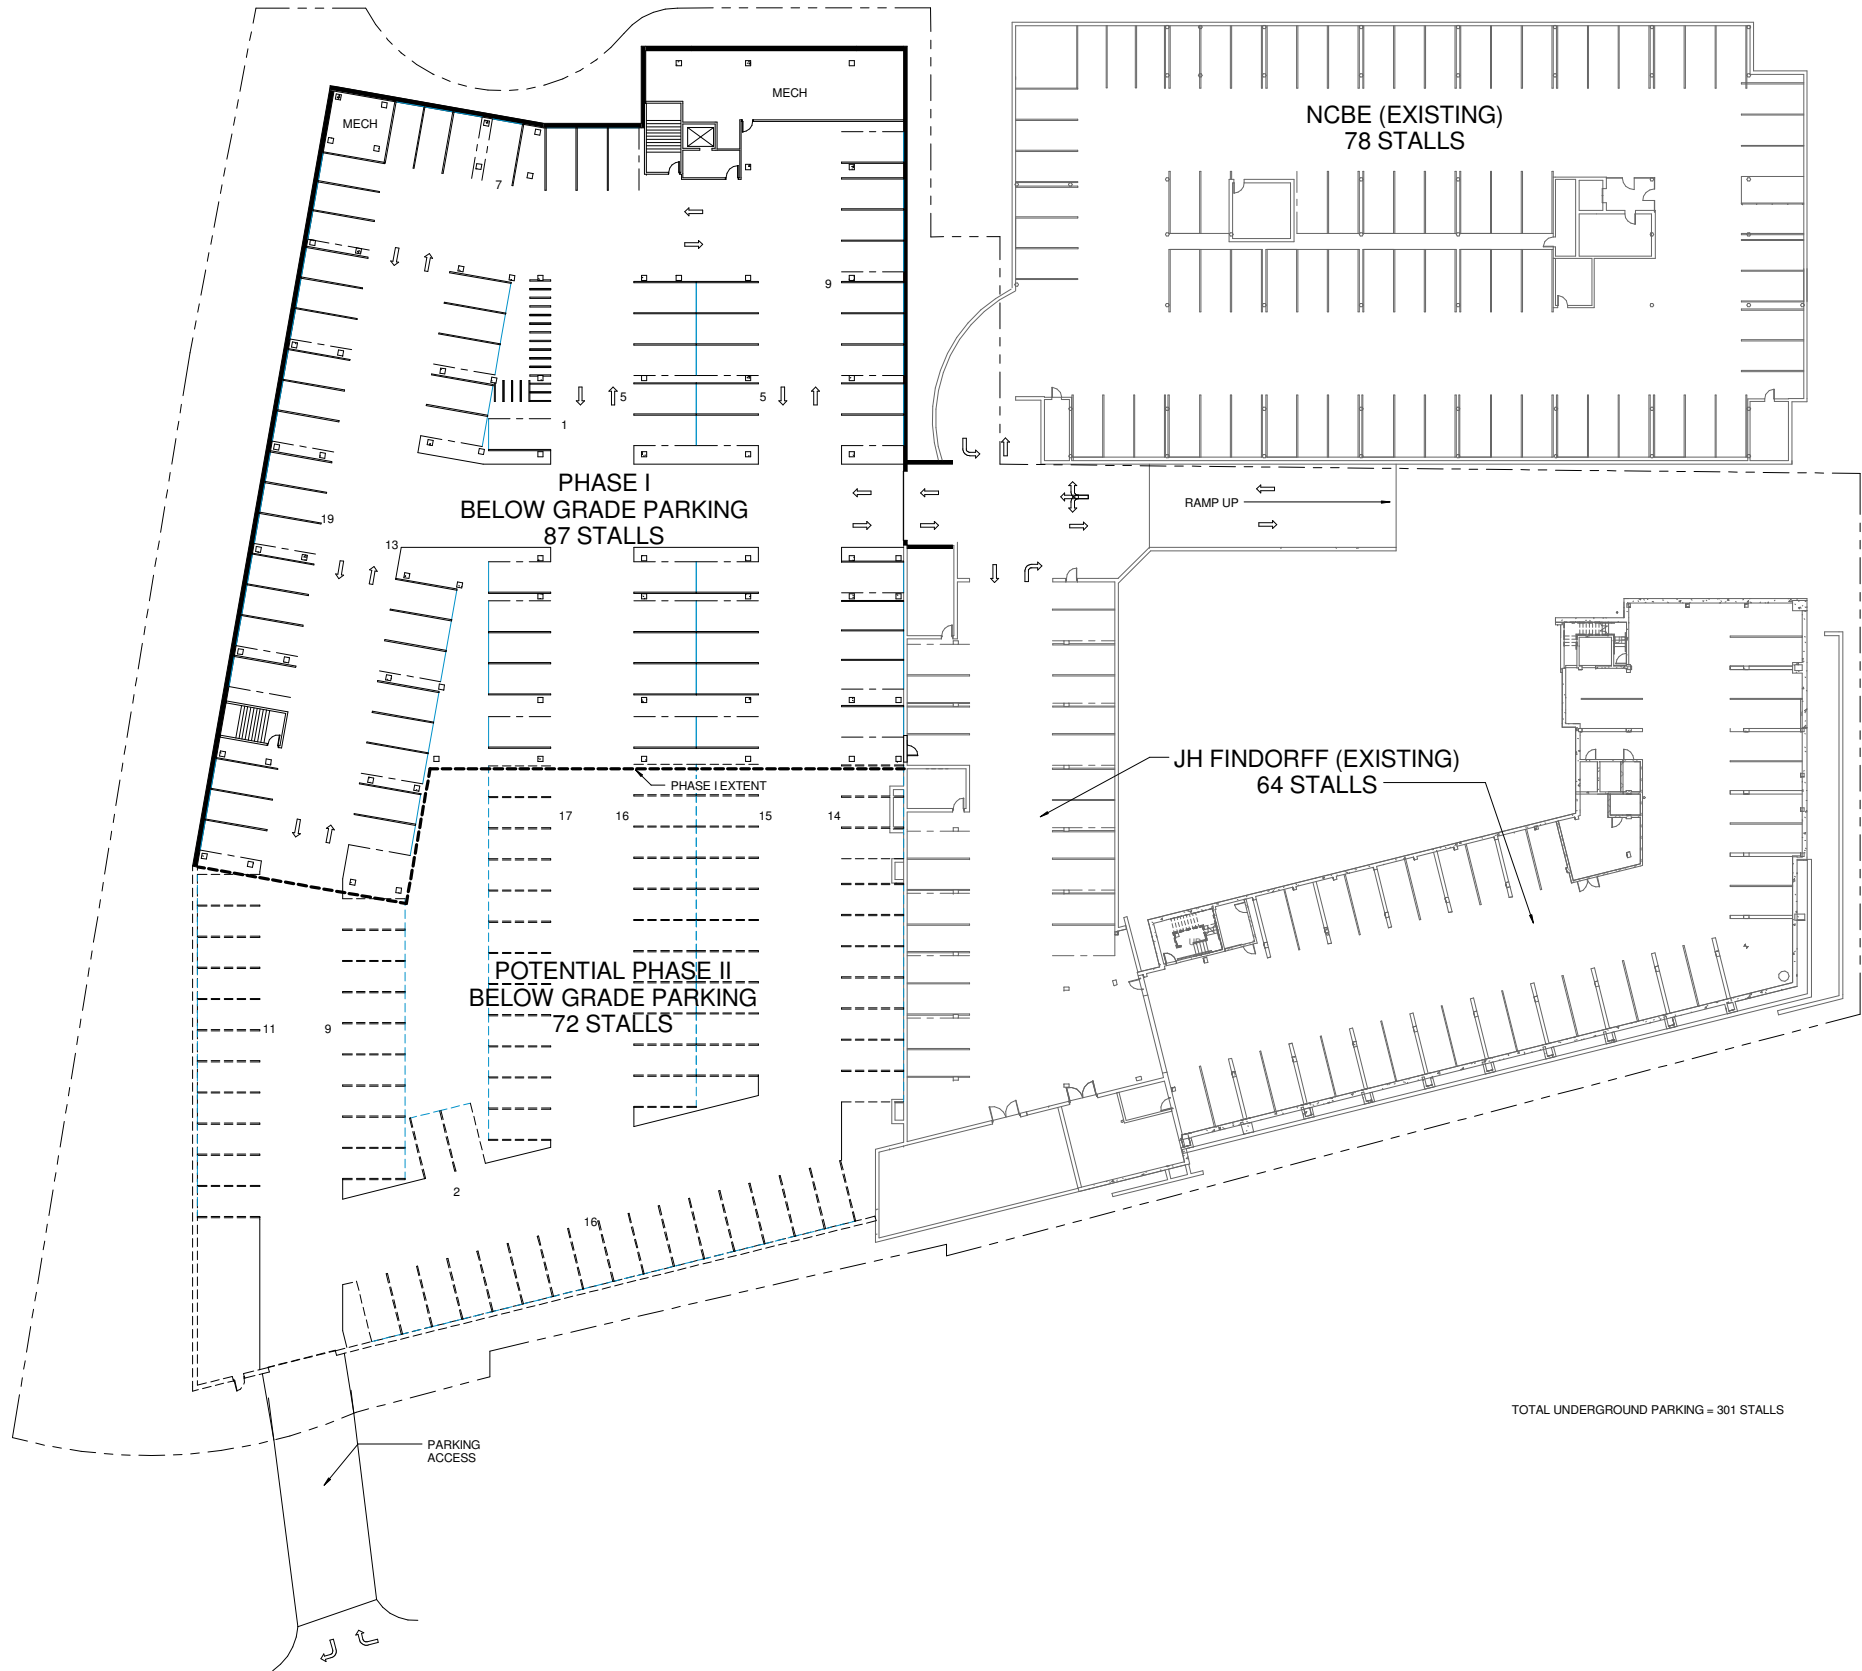 MECH
MECH
NCBE (EXISTING)
78 STALLS
7
9
5
5
1
PHASE I
BELOW GRADE PARKING
87 STALLS
RAMP UP
19
13
JH FINDORFF (EXISTING)
64 STALLS
PHASE I EXTENT
17
16
15
14
POTENTIAL PHASE II
BELOW GRADE PARKING
72 STALLS
11
9
2
16
TOTAL UNDERGROUND PARKING = 301 STALLS
PARKING
ACCESS